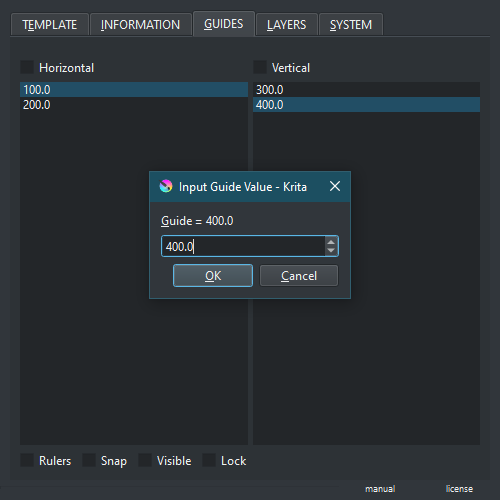 TEMPLATE INFORMATION GUIDES LAYERS SYSTEM
Horizontal Vertical
100.0 300.0
200.0 400.0
Input Guide Value - Krita
Guide = 400.0
400.0
OK Cancel
Rulers Snap Visible Lock
manual license